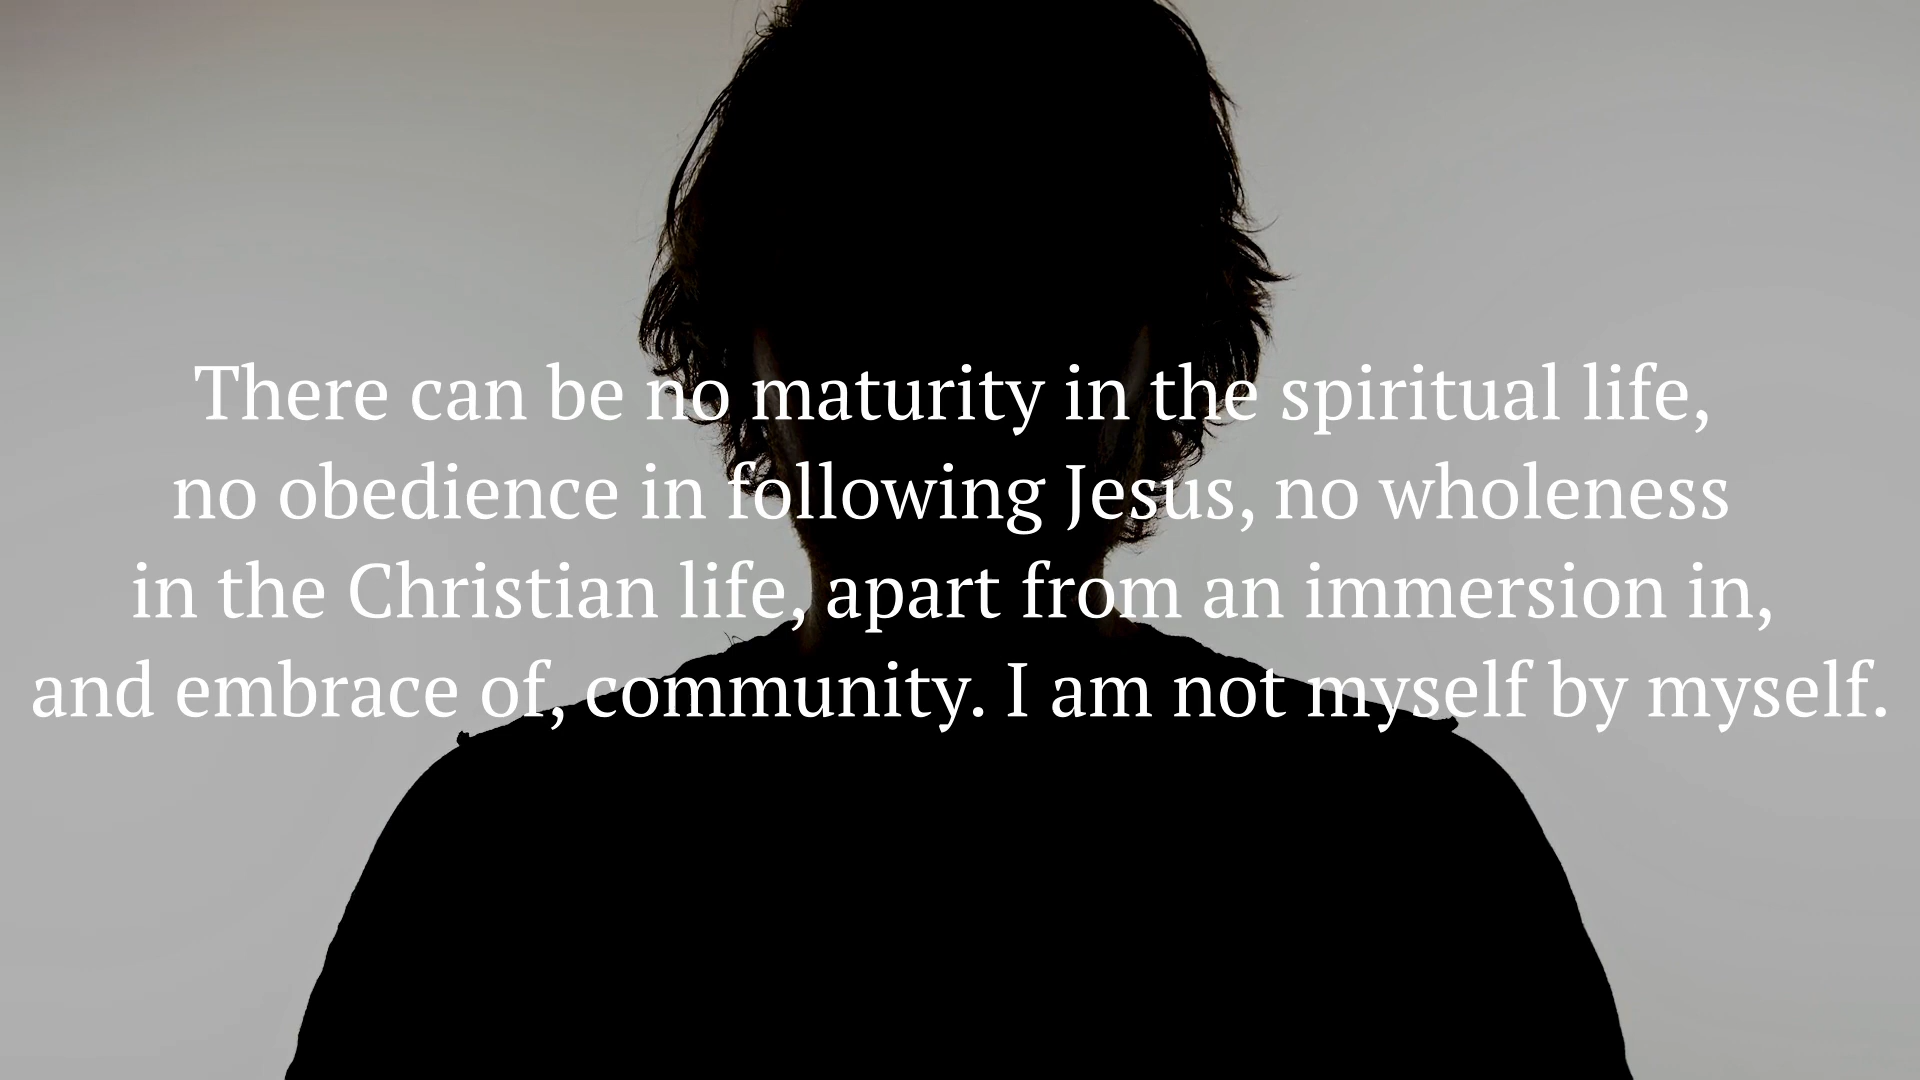 There can be no maturity in the spiritual life,
no obedience in following Jesus, no wholeness
in the Christian life, apart from an immersion in,
and embrace of, community. I am not myself by myself.